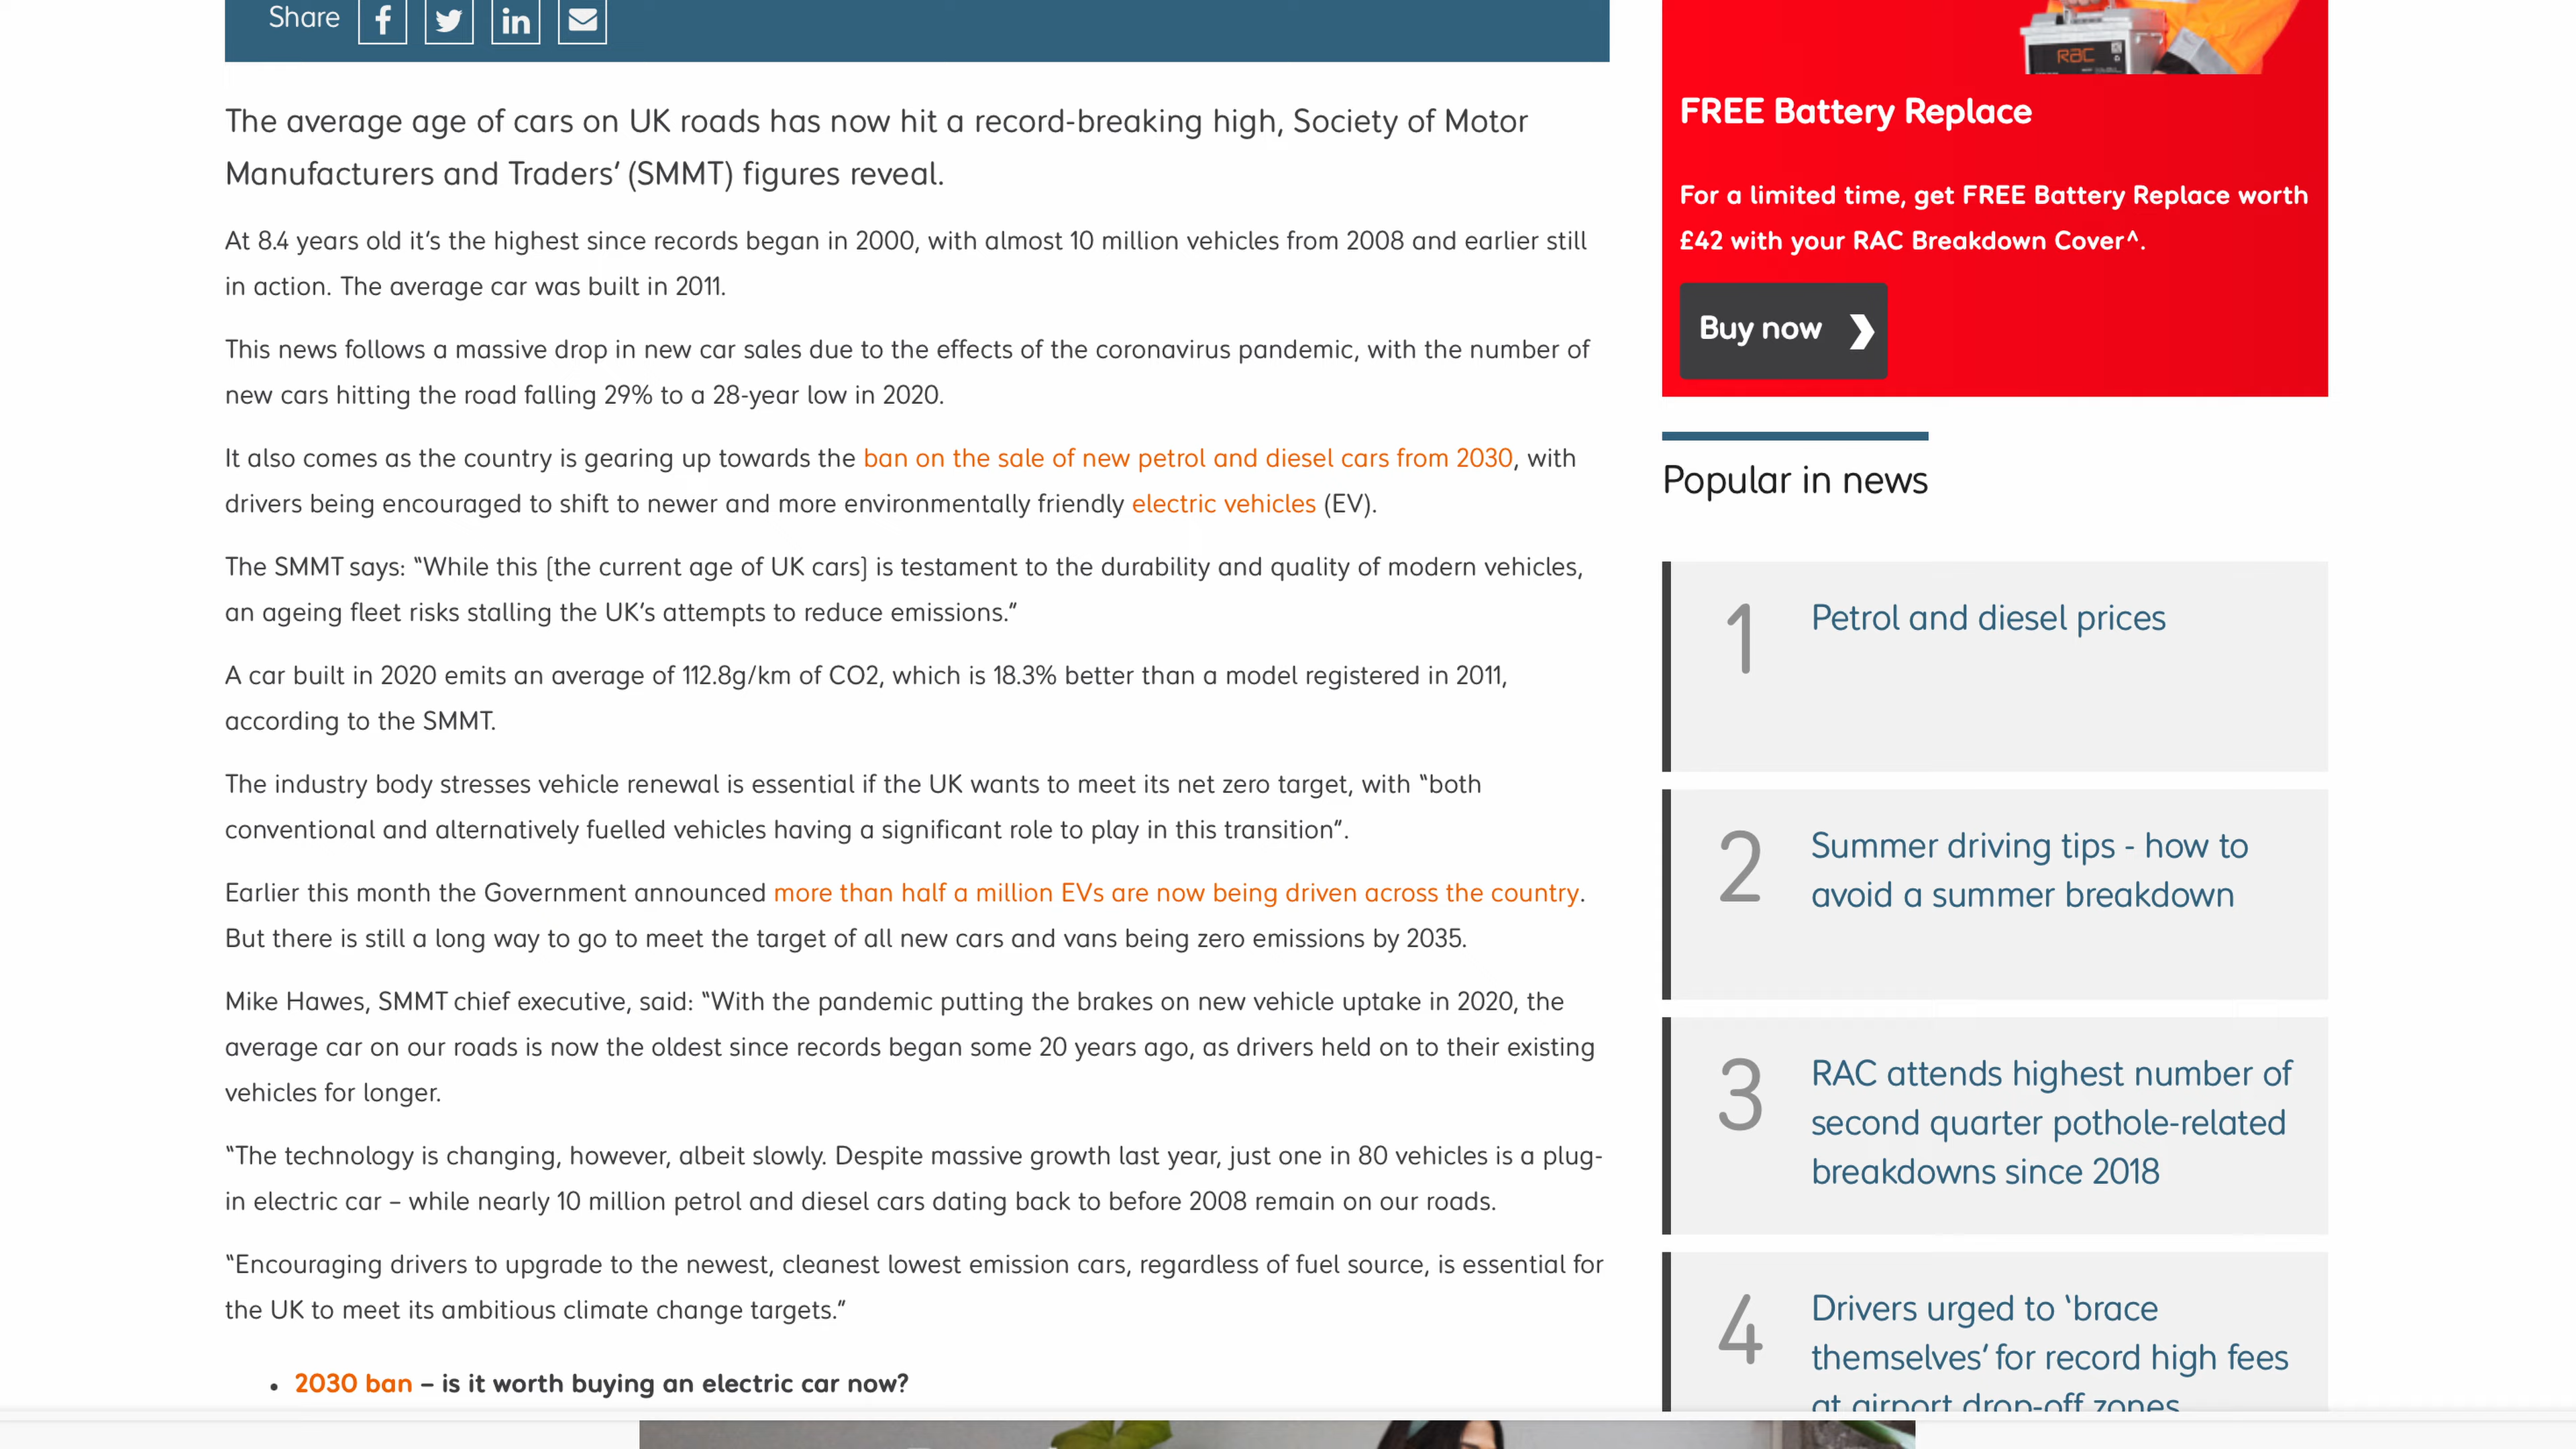 Share
The average age of cars on UK roads has now hit a record-breaking high, Society of Motor
Manufacturers and Traders’ (SMMT) figures reveal.
At 8.4 years old it’s the highest since records began in 2000, with almost 10 million vehicles from 2008 and earlier still
in action. The average car was built in 2011.
This news follows a massive drop in new car sales due to the effects of the coronavirus pandemic, with the number of
new cars hitting the road falling 29% to a 28-year low in 2020.
It also comes as the country is gearing up towards the ban on the sale of new petrol and diesel cars from 2030, with
drivers being encouraged to shift to newer and more environmentally friendly electric vehicles (EV).
The SMMT says: “While this [the current age of UK cars] is testament to the durability and quality of modern vehicles,
an ageing fleet risks stalling the UK’s attempts to reduce emissions.”
A car built in 2020 emits an average of 112.8g/km of CO2, which is 18.3% better than a model registered in 2011,
according to the SMMT.
The industry body stresses vehicle renewal is essential if the UK wants to meet its net zero target, with “both
conventional and alternatively fuelled vehicles having a significant role to play in this transition”.
Earlier this month the Government announced more than half a million EVs are now being driven across the country.
But there is still a long way to go to meet the target of all new cars and vans being zero emissions by 2035.
Mike Hawes, SMMT chief executive, said: “With the pandemic putting the brakes on new vehicle uptake in 2020, the
average car on our roads is now the oldest since records began some 20 years ago, as drivers held on to their existing
vehicles for longer.
“The technology is changing, however, albeit slowly. Despite massive growth last year, just one in 80 vehicles is a plug-
in electric car – while nearly 10 million petrol and diesel cars dating back to before 2008 remain on our roads.
“Encouraging drivers to upgrade to the newest, cleanest lowest emission cars, regardless of fuel source, is essential for
the UK to meet its ambitious climate change targets.”
• 2030 ban – is it worth buying an electric car now?
RAC
FREE Battery Replace
For a limited time, get FREE Battery Replace worth
£42 with your RAC Breakdown Cover^.
Buy now
Popular in news
1
Petrol and diesel prices
2
Summer driving tips - how to
avoid a summer breakdown
3
RAC attends highest number of
second quarter pothole-related
breakdowns since 2018
4
Drivers urged to ‘brace
themselves’ for record high fees
at airport drop-off zones